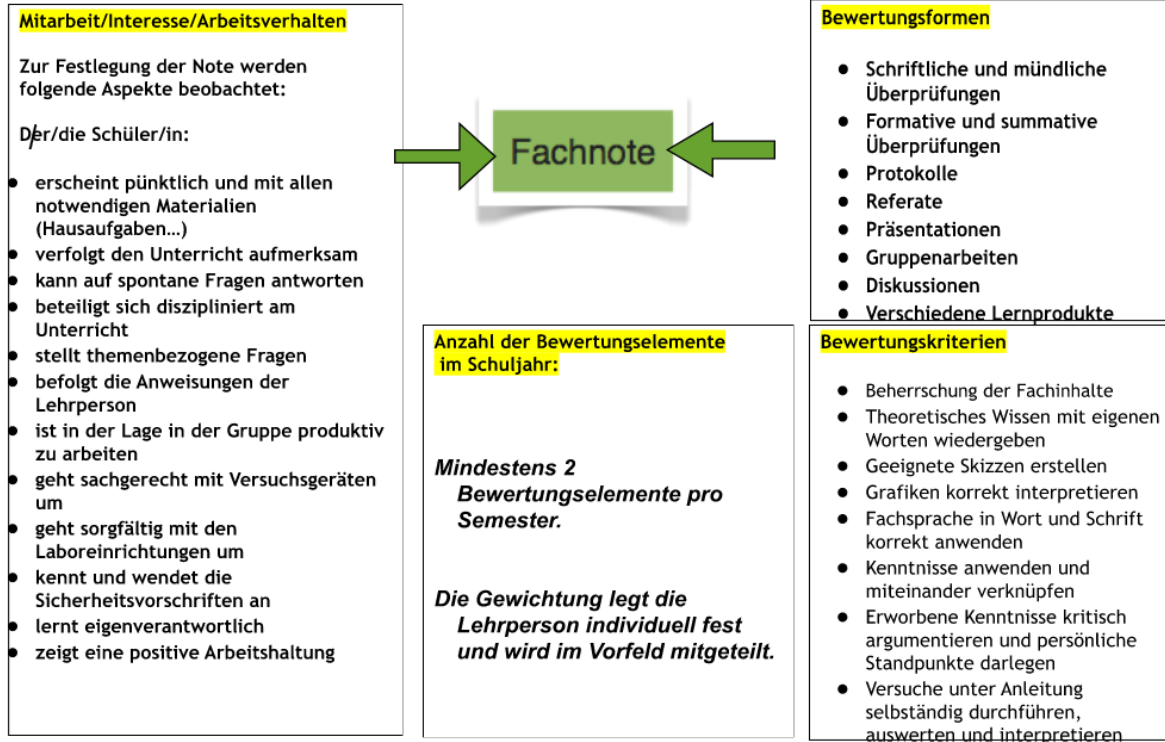 Mitarbeit/Interesse/Arbeitsverhalten
Zur Festlegung der Note werden
folgende Aspekte beobachtet:
Der/die Schüler/in:
● erscheint pünktlich und mit allen
notwendigen Materialien
(Hausaufgaben…)
● verfolgt den Unterricht aufmerksam
● kann auf spontane Fragen antworten
● beteiligt sich diszipliniert am
Unterricht
● stellt themenbezogene Fragen
● befolgt die Anweisungen der
Lehrperson
● ist in der Lage in der Gruppe produktiv
zu arbeiten
● geht sachgerecht mit Versuchsgeräten
um
● geht sorgfältig mit den
Laboreinrichtungen um
● kennt und wendet die
Sicherheitsvorschriften an
● lernt eigenverantwortlich
● zeigt eine positive Arbeitshaltung
Fachnote
Anzahl der Bewertungselemente
im Schuljahr:
Mindestens 2
Bewertungselemente pro
Semester.
Die Gewichtung legt die
Lehrperson individuell fest
und wird im Vorfeld mitgeteilt.
Bewertungsformen
● Schriftliche und mündliche
Überprüfungen
● Formative und summative
Überprüfungen
● Protokolle
● Referate
● Präsentationen
● Gruppenarbeiten
● Diskussionen
● Verschiedene Lernprodukte
Bewertungskriterien
● Beherrschung der Fachinhalte
● Theoretisches Wissen mit eigenen
Worten wiedergeben
● Geeignete Skizzen erstellen
● Grafiken korrekt interpretieren
● Fachsprache in Wort und Schrift
korrekt anwenden
● Kenntnisse anwenden und
miteinander verknüpfen
● Erworbene Kenntnisse kritisch
argumentieren und persönliche
Standpunkte darlegen
● Versuche unter Anleitung
selbständig durchführen,
auswerten und interpretieren